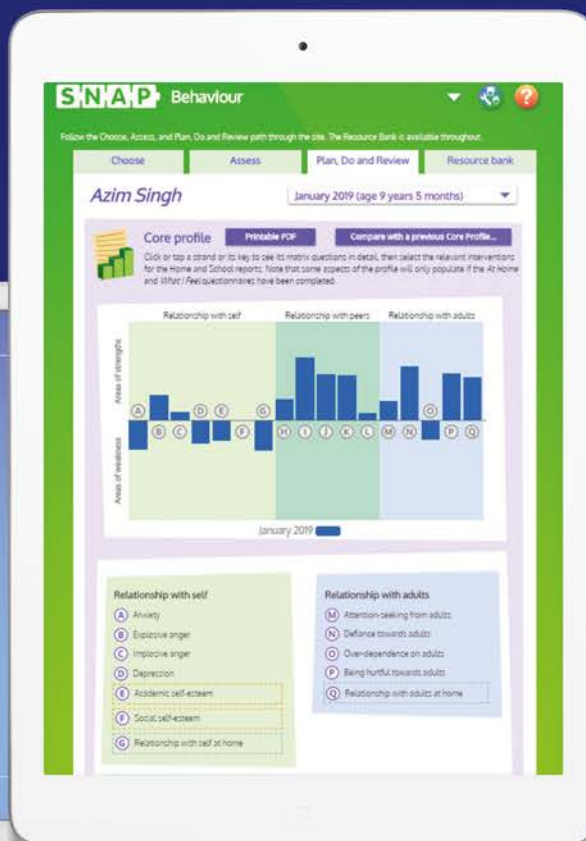 SNAP Behaviour
Follow the Choose, Assess, and Plan, Do and Review path through the site. The Resource Bank is available throughout.
Choose Assess Plan, Do and Review Resource bank
Azim Singh January 2019 (age 9 years 5 months)
Core profile Printable PDF Compare with a previous Core Profile...
Click or tap a strand or its key to see its matrix questions in detail, then select the relevant interventions
for the Home and School reports. Note that some aspects of the profile will only populate if the At Home
and What I Feel questionnaires have been completed.
Relationship with self Relationship with peers Relationship with adults
Areas of strengths
Areas of weakness
A B C D E F G H I J K L M N O P Q
January 2019
Relationship with self
A Anxiety
B Explosive anger
C Implosive anger
D Depression
E Academic self-esteem
F Social self-esteem
G Relationship with self at home
Relationship with adults
M Attention-seeking from adults
N Defiance towards adults
O Over-dependence on adults
P Being hurtful towards adults
Q Relationship with adults at home